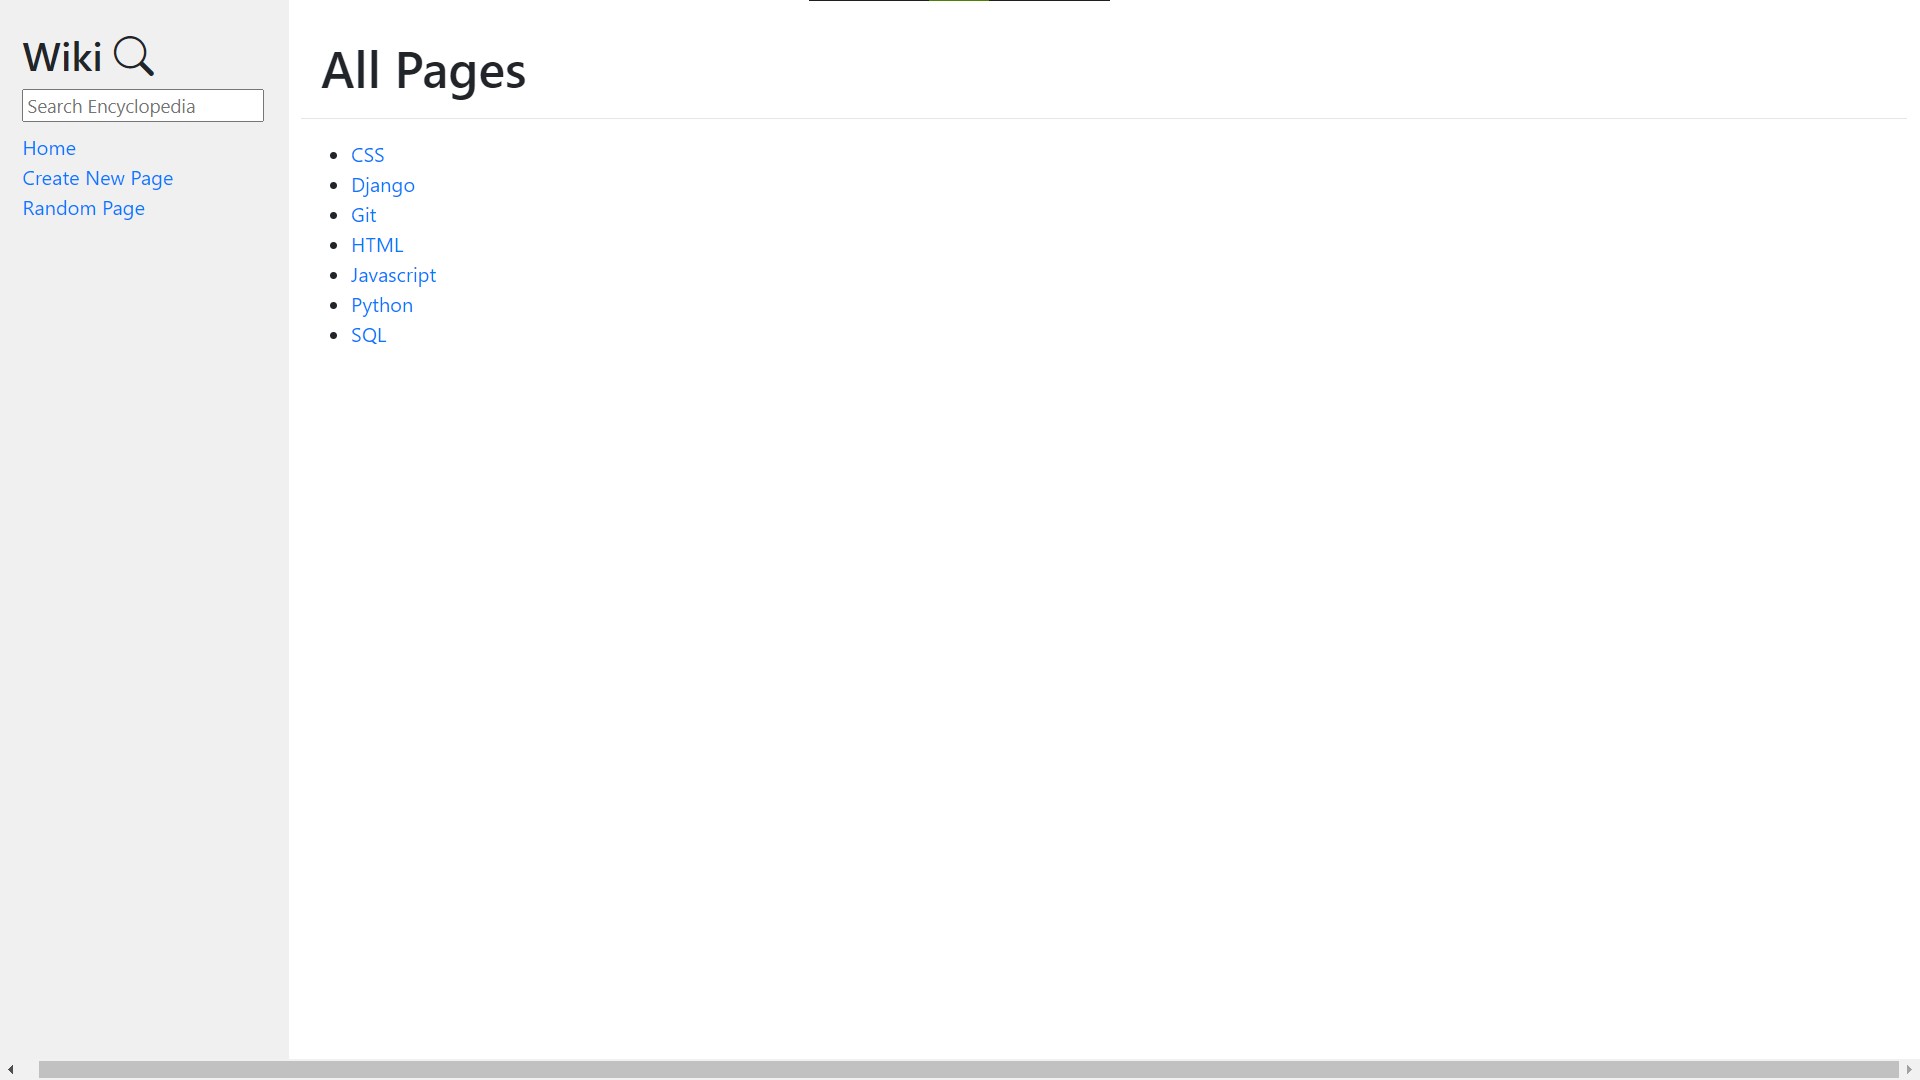 Wiki
Search Encyclopedia
Home
Create New Page
Random Page
All Pages
CSS
Django
Git
HTML
Javascript
Python
SQL